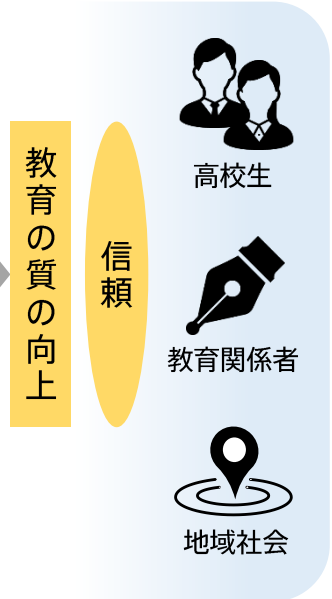 教育の質の向上
信頼
高校生
教育関係者
地域社会